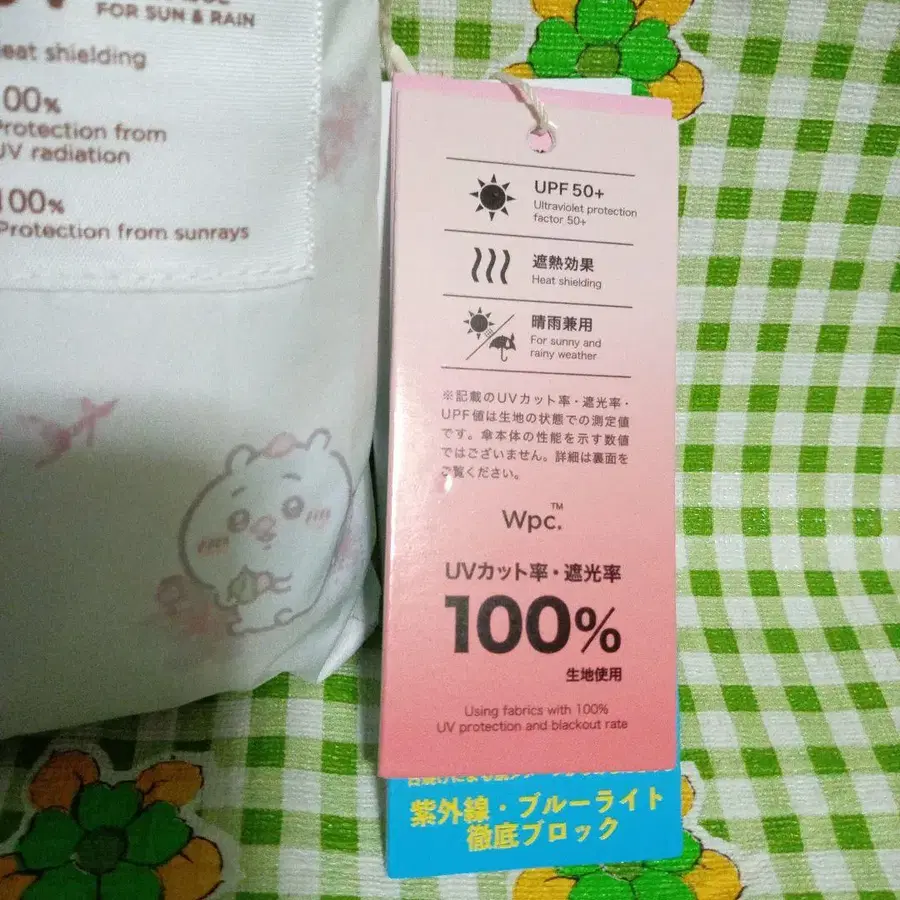 FOR SUN & RAIN
eat shielding
00%
Protection from
UV radiation
100%
Protection from sunrays
UPF 50+
Ultraviolet protection
factor 50+
遮熱効果
Heat shielding
晴雨兼用
For sunny and
rainy weather
※記載のUVカット率・遮光率・
UPF値は生地の状態での測定値
です。傘本体の性能を示す数値
ではございません。詳細は裏面を
ご覧ください。
Wpc.™
UVカット率・遮光率
100%
生地使用
Using fabrics with 100%
UV protection and blackout rate
紫外線・ブルーライト
徹底ブロック